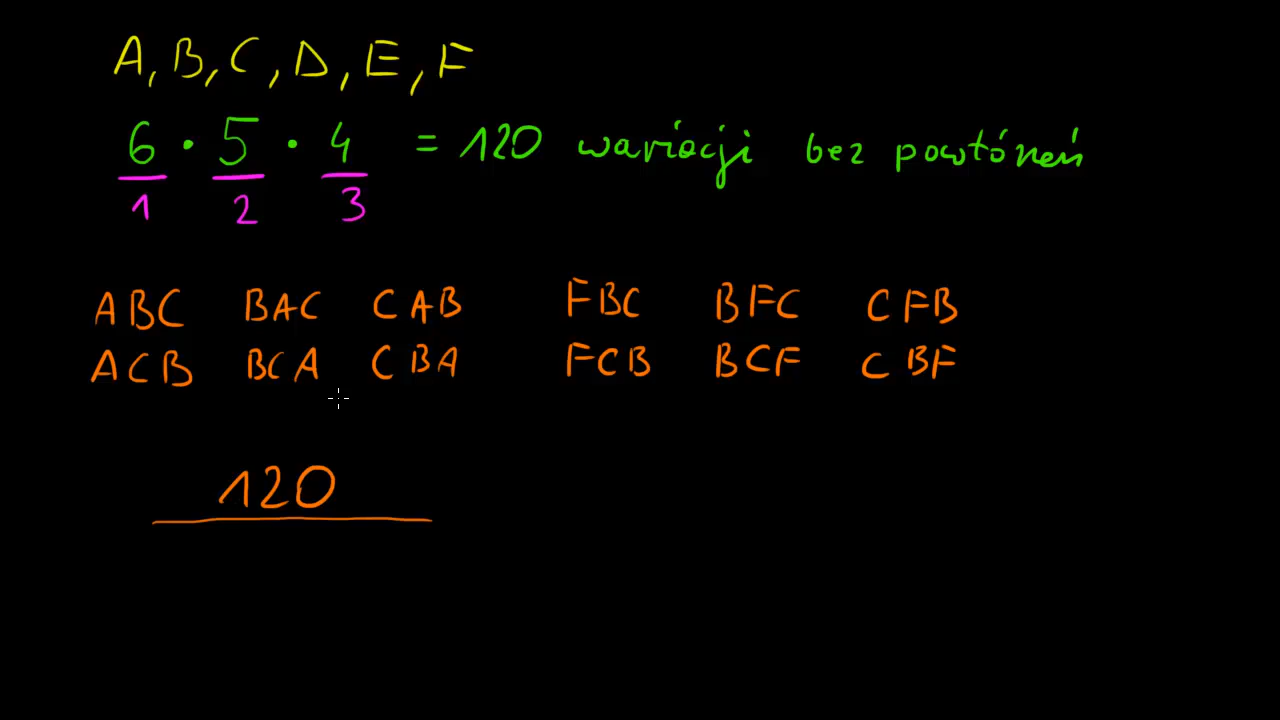 A, B, C, D, E, F
6 · 5 · 4 = 120 wariacji bez powtórzeń
1 2 3
ABC BAC CAB FBC BFC CFB
ACB BCA CBA FCB BCF CBF
120